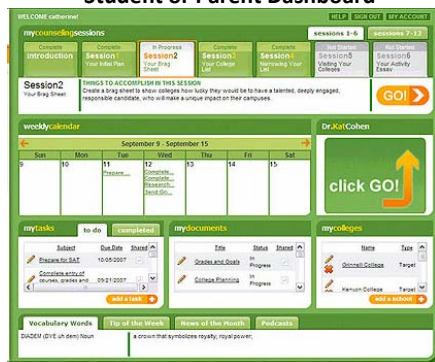 Student or Parent Dashboard
WELCOME catherine!
HELP SIGN OUT MY ACCOUNT
mycounselingsessions
sessions 1-6 sessions 7-12
Complete Complete In Progress Complete Complete Not Started Not Started
Introduction Session1 Session2 Session3 Session4 Session5 Session6
Your Initial Plan Your Brag Sheet Your College List Narrowing Your List Visiting Your Colleges Your Activity Essay
Session2 THINGS TO ACCOMPLISH IN THIS SESSION
Your Brag Sheet Create a brag sheet to show colleges how lucky they would be to have a talented, deeply engaged,
responsible candidate, who will make a unique impact on their campuses.
GO!
weeklycalendar
Dr.KatCohen
September 9 - September 15
Sun Mon Tue Wed Thu Fri Sat
9 10 11 12 13 14 15
Prepare...
Complete...
Complete...
Research...
Send Go...
click GO!
mytasks to do completed
mydocuments
mycolleges
Subject Due Date Shared
Prepare for SAT 10/05/2007
Complete entry of
courses, grades and 09/21/2007
add a task
Title Status Shared
Grades and Goals In Progress
College Planning In Progress
Name Type
Grinnell College Target
Kenyon College Target
add a school
Vocabulary Words Tip of the Week News of the Month Podcasts
DIADEM (DYE uh dem) Noun a crown that symbolizes royalty; royal power;